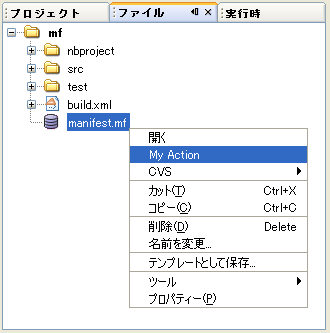 プロジェクト ファイル 実行時
mf
nbproject
src
test
build.xml
manifest.mf
開く
My Action
CVS
カット(T) Ctrl+X
コピー(C) Ctrl+C
削除(D) Delete
名前を変更...
テンプレートとして保存...
ツール
プロパティー(P)